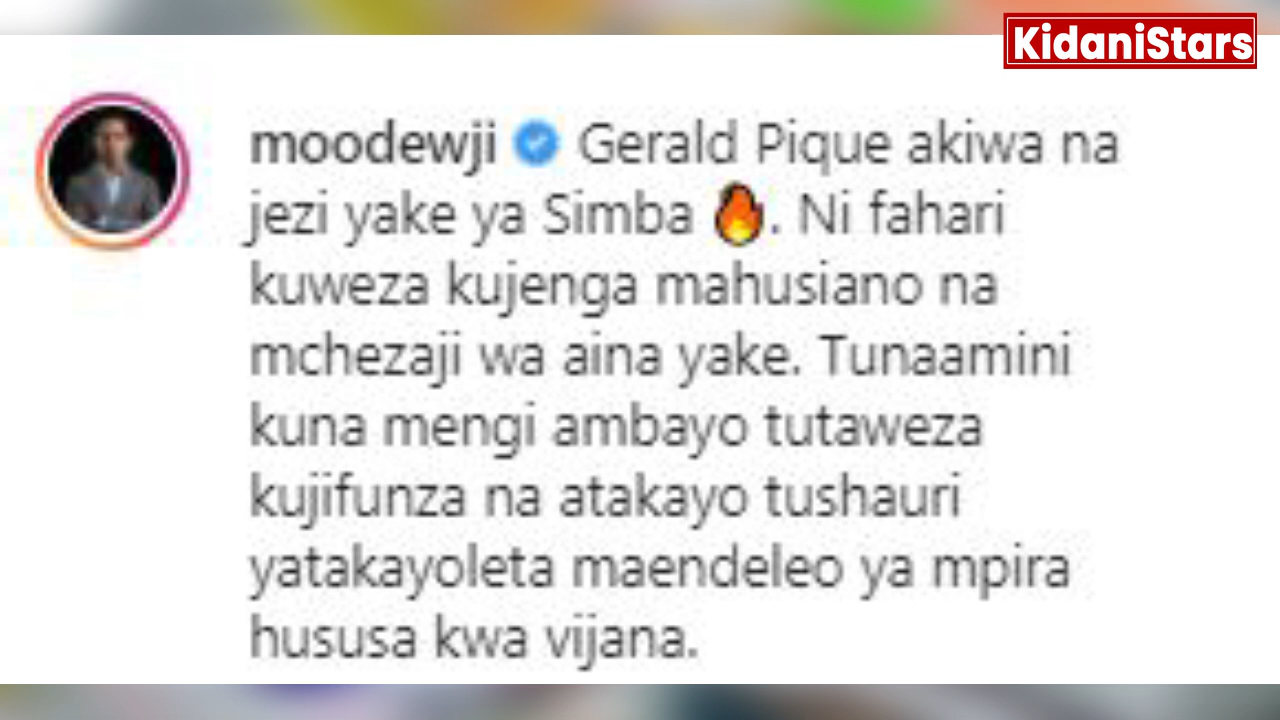 KidaniStars
moodewji Gerald Pique akiwa na
jezi yake ya Simba 🔥. Ni fahari
kuweza kujenga mahusiano na
mchezaji wa aina yake. Tunaamini
kuna mengi ambayo tutaweza
kujifunza na atakayo tushauri
yatakayoleta maendeleo ya mpira
hususa kwa vijana.